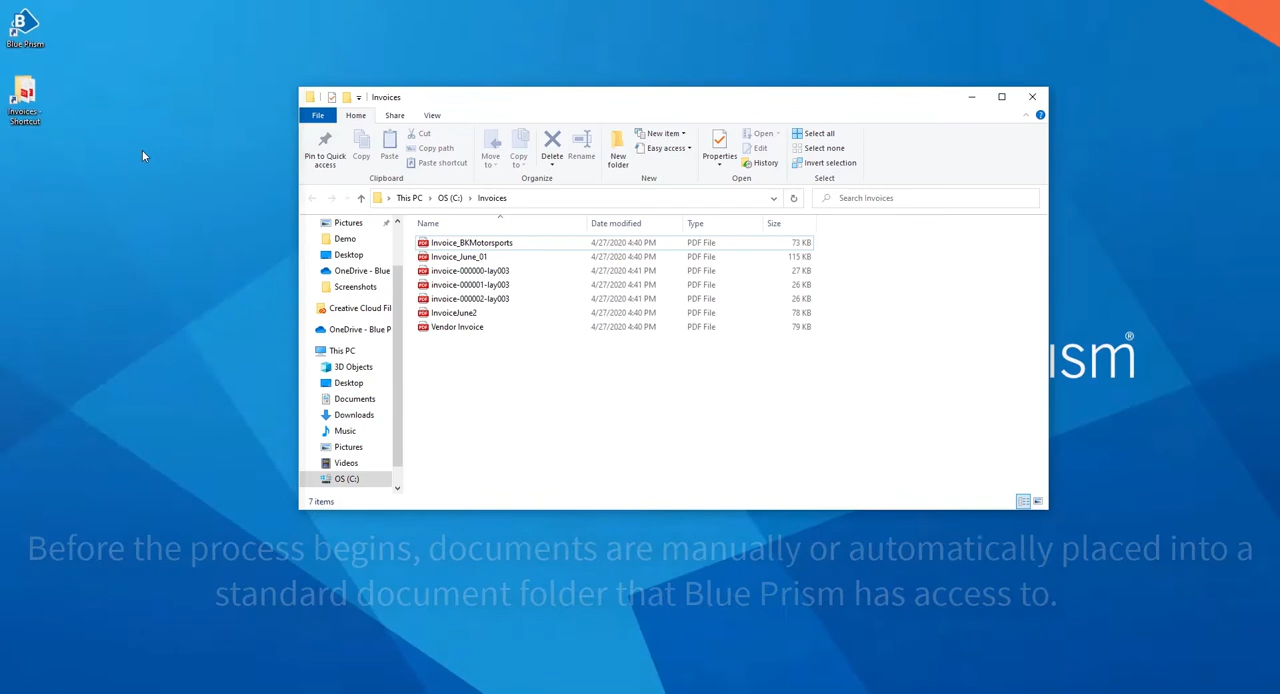 Blue Prism
Invoices -
Shortcut
Invoices
File Home Share View
Pin to Quick
access
Copy
Paste
Cut
Copy path
Paste shortcut
Clipboard
Move
to
Copy
to
Delete
Rename
Organize
New
folder
New item
Easy access
New
Properties
Open
Edit
History
Open
Select all
Select none
Invert selection
Select
This PC > OS (C:) > Invoices
Search Invoices
Pictures
Demo
Desktop
OneDrive - Blue
Screenshots
Creative Cloud Fil
OneDrive - Blue P
This PC
3D Objects
Desktop
Documents
Downloads
Music
Pictures
Videos
OS (C:)
Name Date modified Type Size
Invoice_BKMotorsports 4/27/2020 4:40 PM PDF File 73 KB
Invoice_June_01 4/27/2020 4:40 PM PDF File 115 KB
invoice-000000-lay003 4/27/2020 4:41 PM PDF File 27 KB
invoice-000001-lay003 4/27/2020 4:41 PM PDF File 26 KB
invoice-000002-lay003 4/27/2020 4:41 PM PDF File 26 KB
InvoiceJune2 4/27/2020 4:40 PM PDF File 78 KB
Vendor Invoice 4/27/2020 4:40 PM PDF File 79 KB
7 items
ism®
Before the process begins, documents are manually or automatically placed into a
standard document folder that Blue Prism has access to.